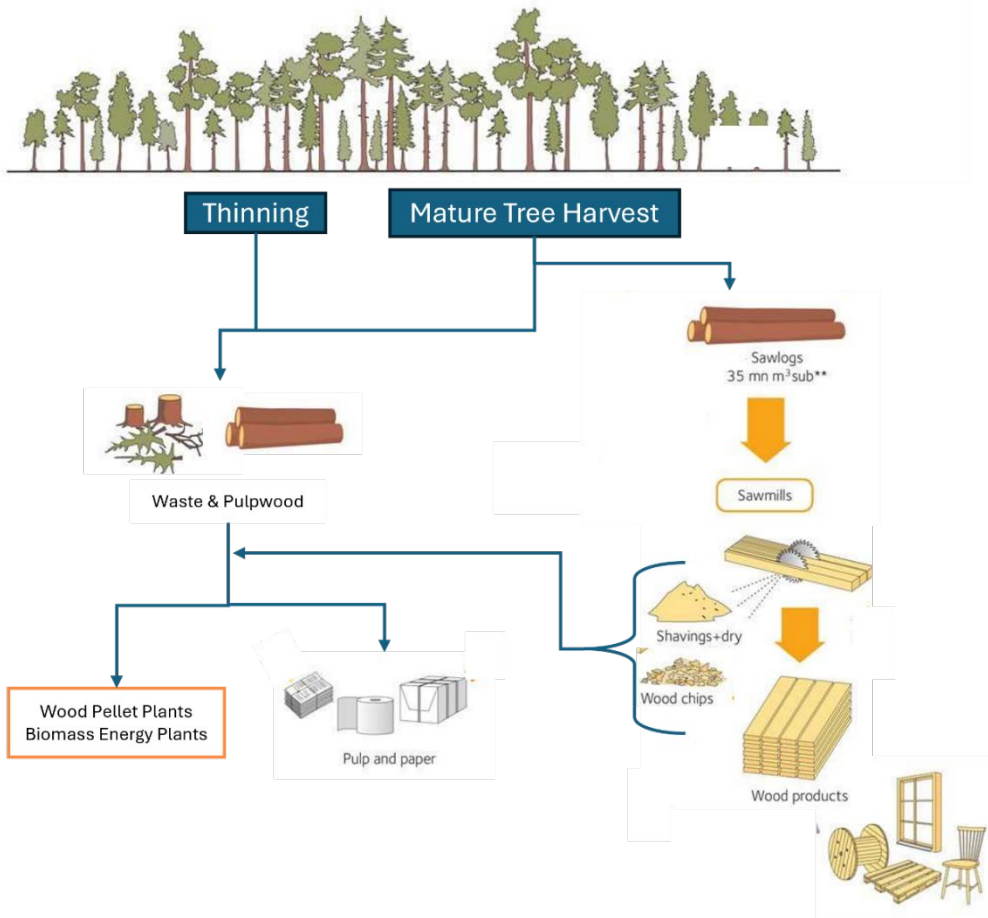 Thinning
Mature Tree Harvest
Sawlogs
35 mn m³sub**
Waste & Pulpwood
Sawmills
Shavings+dry
Wood chips
Wood Pellet Plants
Biomass Energy Plants
Pulp and paper
Wood products